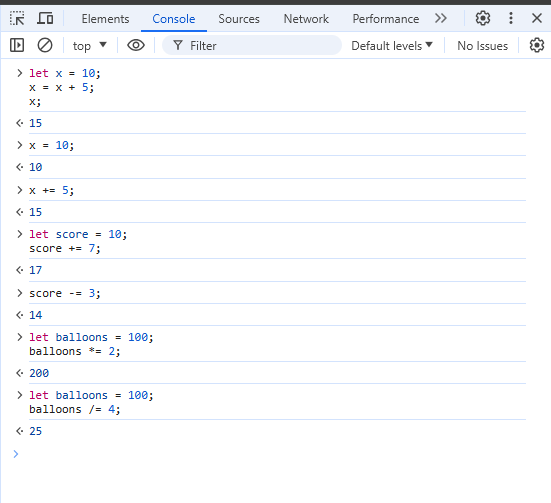 Elements Console Sources Network Performance
top Filter Default levels No Issues
let x = 10;
x = x + 5;
x;
15
x = 10;
10
x += 5;
15
let score = 10;
score += 7;
17
score -= 3;
14
let balloons = 100;
balloons *= 2;
200
let balloons = 100;
balloons /= 4;
25